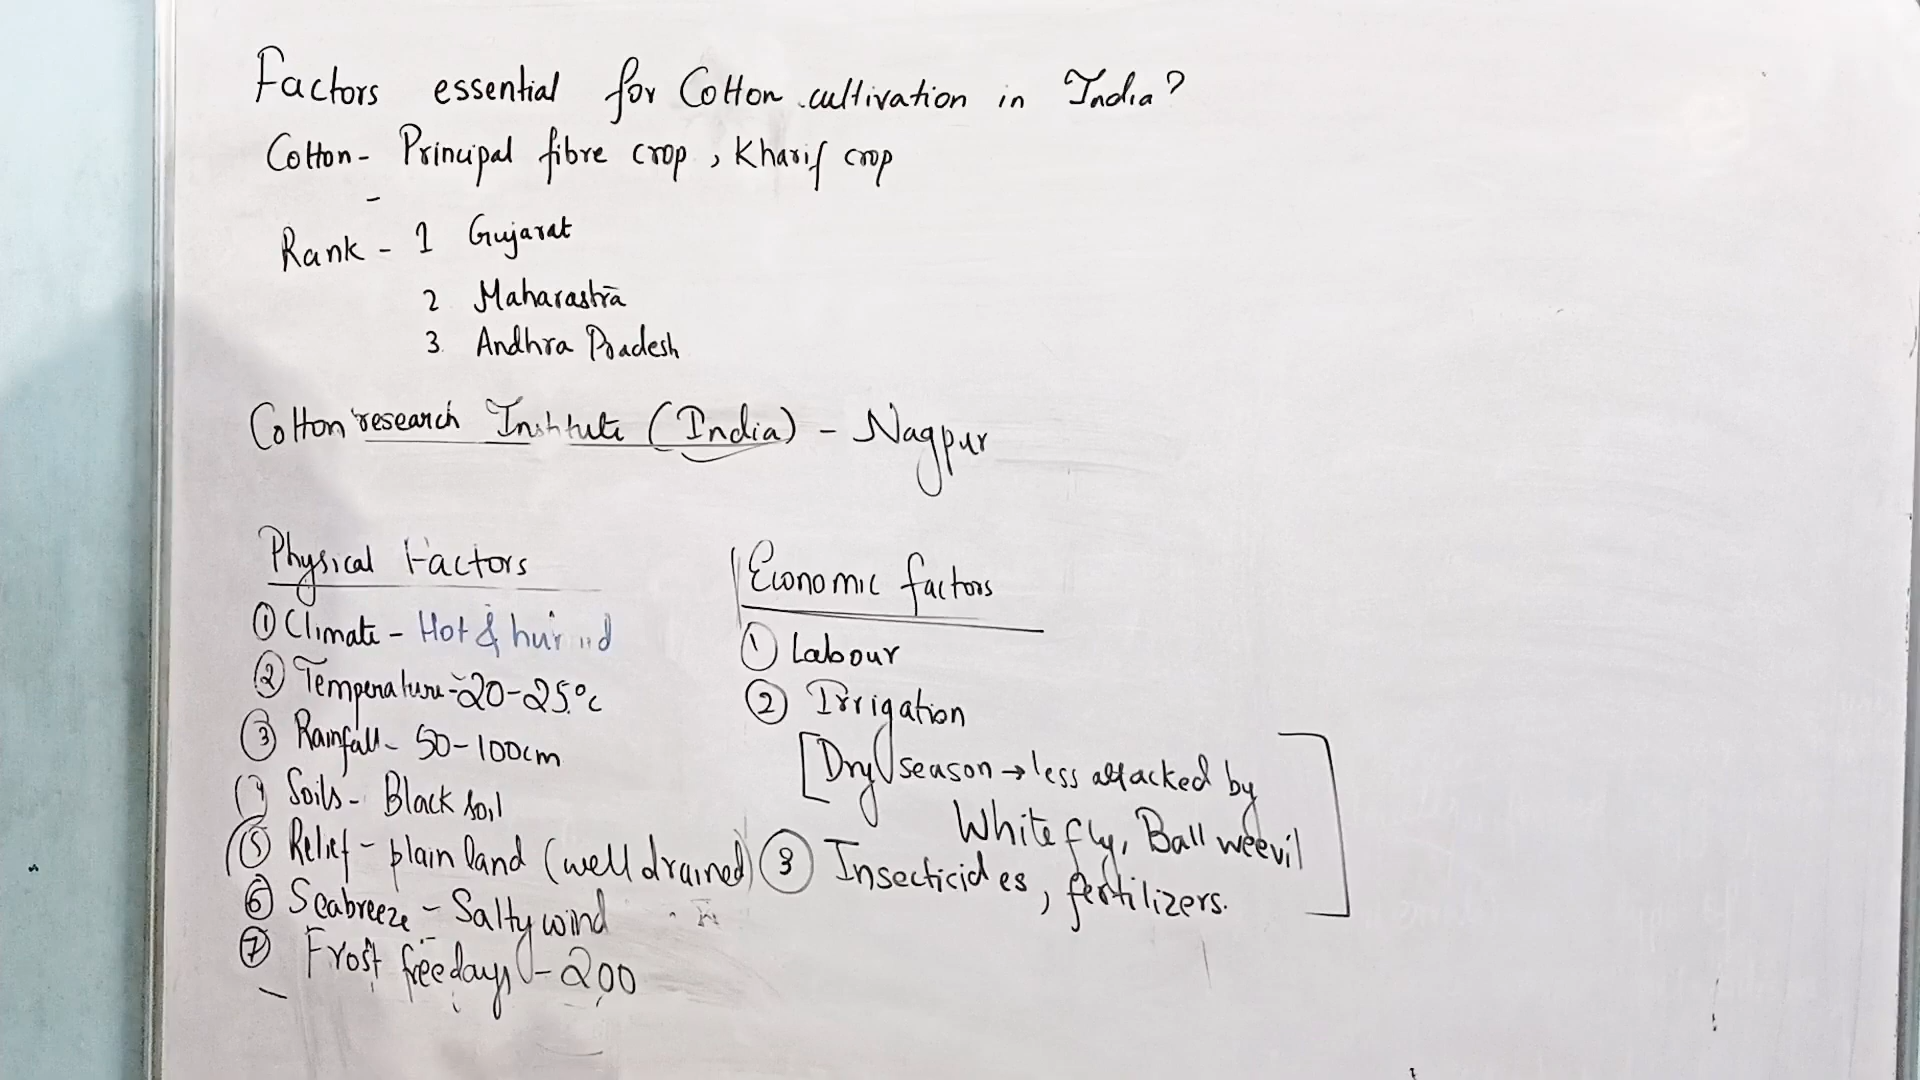 Factors essential for Cotton cultivation in India?
Cotton - Principal fibre crop, Kharif crop
Rank - 1 Gujarat
2 Maharastra
3. Andhra Pradesh
Cotton research Institute (India) - Nagpur
Physical Factors
① Climate - Hot & humid
② Temperature - 20-25°c
③ Rainfall - 50-100cm
④ Soils - Black soil
⑤ Relief - plain land (well drained)
⑥ Seabreeze - Salty wind
⑦ Frost free days - 200
Economic factors
① Labour
② Irrigation
[Dry season → less attacked by
White fly, Ball weevil]
③ Insecticides, fertilizers.